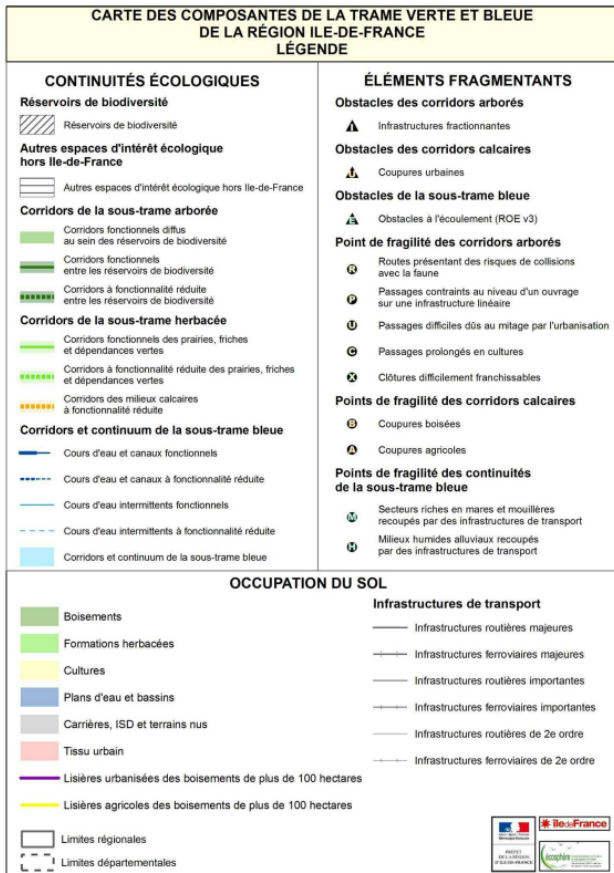 CARTE DES COMPOSANTES DE LA TRAME VERTE ET BLEUE
DE LA RÉGION ILE-DE-FRANCE
LÉGENDE
CONTINUITÉS ÉCOLOGIQUES
Réservoirs de biodiversité
Réservoirs de biodiversité
Autres espaces d'intérêt écologique
hors Ile-de-France
Autres espaces d'intérêt écologique hors Ile-de-France
Corridors de la sous-trame arborée
Corridors fonctionnels diffus
au sein des réservoirs de biodiversité
Corridors fonctionnels
entre les réservoirs de biodiversité
Corridors à fonctionnalité réduite
entre les réservoirs de biodiversité
Corridors de la sous-trame herbacée
Corridors fonctionnels des prairies, friches
et dépendances vertes
Corridors à fonctionnalité réduite des prairies, friches
et dépendances vertes
Corridors des milieux calcaires
à fonctionnalité réduite
Corridors et continuum de la sous-trame bleue
Cours d'eau et canaux fonctionnels
Cours d'eau et canaux à fonctionnalité réduite
Cours d'eau intermittents fonctionnels
Cours d'eau intermittents à fonctionnalité réduite
Corridors et continuum de la sous-trame bleue
ÉLÉMENTS FRAGMENTANTS
Obstacles des corridors arborés
I Infrastructures fractionnantes
Obstacles des corridors calcaires
U Coupures urbaines
Obstacles de la sous-trame bleue
E Obstacles à l'écoulement (ROE v3)
Point de fragilité des corridors arborés
R Routes présentant des risques de collisions
avec la faune
P Passages contraints au niveau d'un ouvrage
sur une infrastructure linéaire
U Passages difficiles dûs au mitage par l'urbanisation
C Passages prolongés en cultures
X Clôtures difficilement franchissables
Points de fragilité des corridors calcaires
B Coupures boisées
A Coupures agricoles
Points de fragilité des continuités
de la sous-trame bleue
M Secteurs riches en mares et mouillères
recoupés par des infrastructures de transport
H Milieux humides alluviaux recoupés
par des infrastructures de transport
OCCUPATION DU SOL
Boisements
Formations herbacées
Cultures
Plans d'eau et bassins
Carrières, ISD et terrains nus
Tissu urbain
Lisières urbanisées des boisements de plus de 100 hectares
Lisières agricoles des boisements de plus de 100 hectares
Limites régionales
Limites départementales
Infrastructures de transport
Infrastructures routières majeures
Infrastructures ferroviaires majeures
Infrastructures routières importantes
Infrastructures ferroviaires importantes
Infrastructures routières de 2e ordre
Infrastructures ferroviaires de 2e ordre
PRÉFET
DE LA RÉGION
D'ÎLE-DE-FRANCE
îledeFrance
écosphère